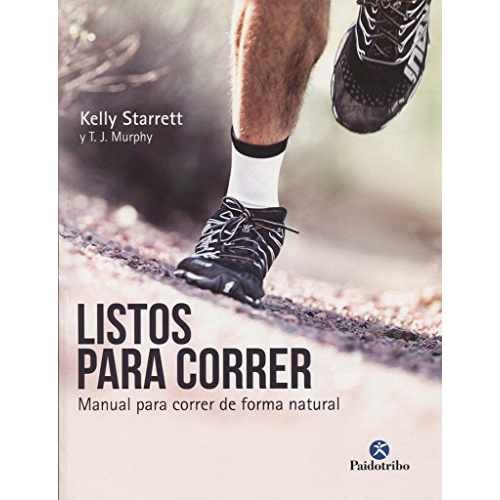 Kelly Starrett
y T. J. Murphy
LISTOS
PARA CORRER
Manual para correr de forma natural
Paidotribo